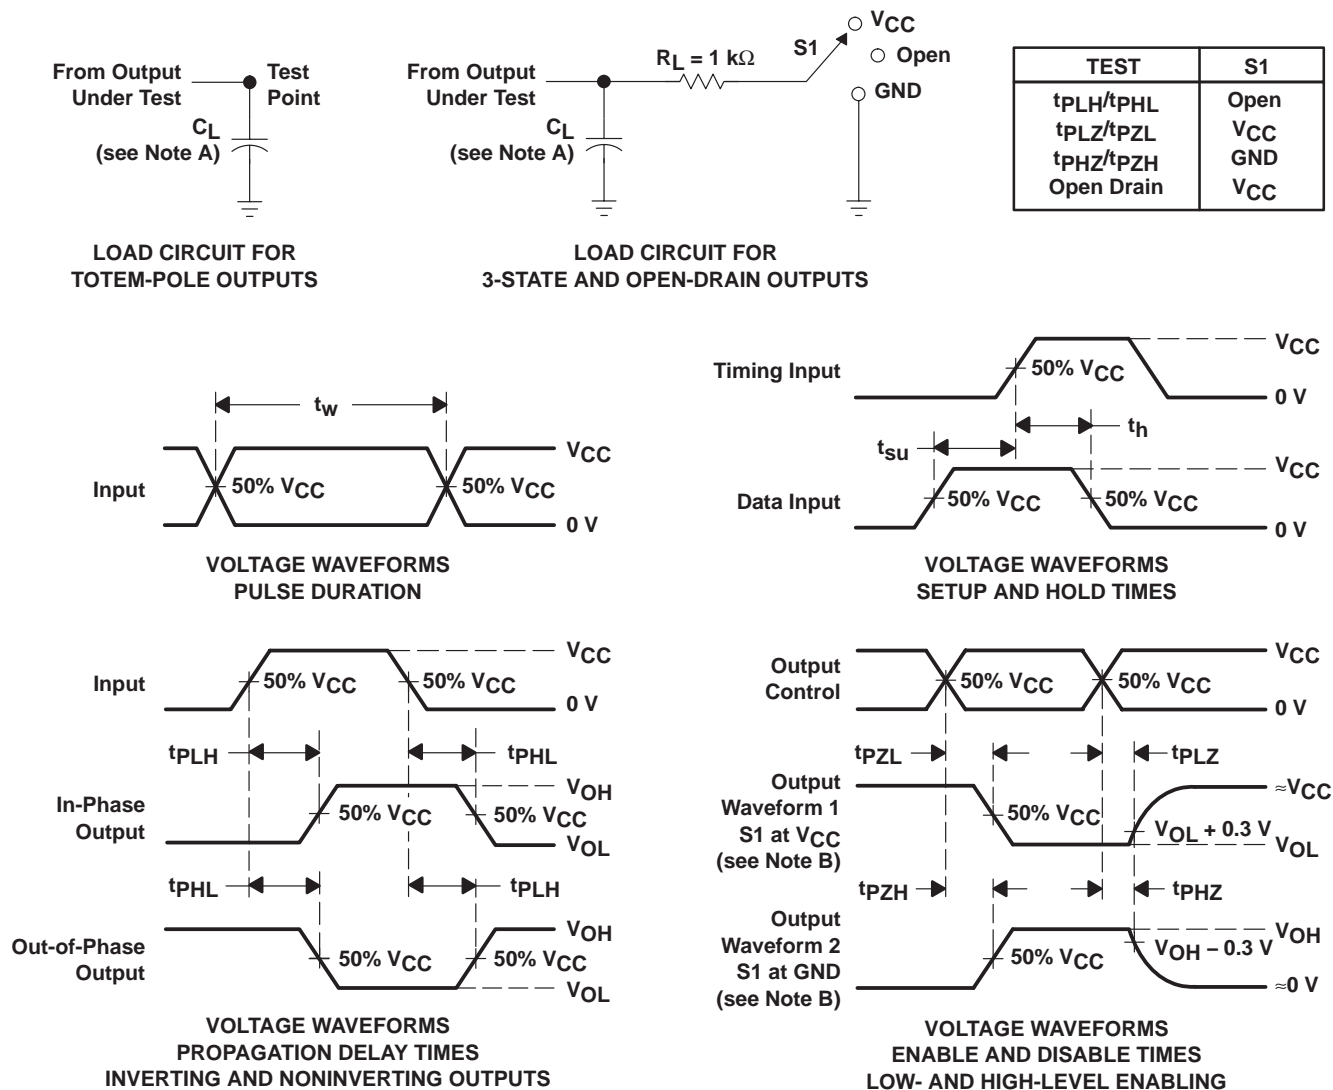 From Output
Under Test
Test
Point
CL
(see Note A)
LOAD CIRCUIT FOR
TOTEM-POLE OUTPUTS
From Output
Under Test
RL = 1 kΩ
S1
VCC
Open
GND
CL
(see Note A)
LOAD CIRCUIT FOR
3-STATE AND OPEN-DRAIN OUTPUTS
TEST S1
tPLH/tPHL Open
tPLZ/tPZL VCC
tPHZ/tPZH GND
Open Drain VCC
tw
Input
50% VCC
50% VCC
VCC
0 V
VOLTAGE WAVEFORMS
PULSE DURATION
Timing Input
50% VCC
VCC
0 V
tsu
th
Data Input
50% VCC
50% VCC
VCC
0 V
VOLTAGE WAVEFORMS
SETUP AND HOLD TIMES
Input
50% VCC
50% VCC
VCC
0 V
tPLH
tPHL
In-Phase
Output
50% VCC
50% VCC
VOH
VOL
tPHL
tPLH
Out-of-Phase
Output
50% VCC
50% VCC
VOH
VOL
VOLTAGE WAVEFORMS
PROPAGATION DELAY TIMES
INVERTING AND NONINVERTING OUTPUTS
Output
Control
50% VCC
50% VCC
VCC
0 V
tPZL
tPLZ
Output
Waveform 1
S1 at VCC
(see Note B)
50% VCC
VOL + 0.3 V
≈VCC
VOL
tPZH
tPHZ
Output
Waveform 2
S1 at GND
(see Note B)
50% VCC
VOH − 0.3 V
VOH
≈0 V
VOLTAGE WAVEFORMS
ENABLE AND DISABLE TIMES
LOW- AND HIGH-LEVEL ENABLING